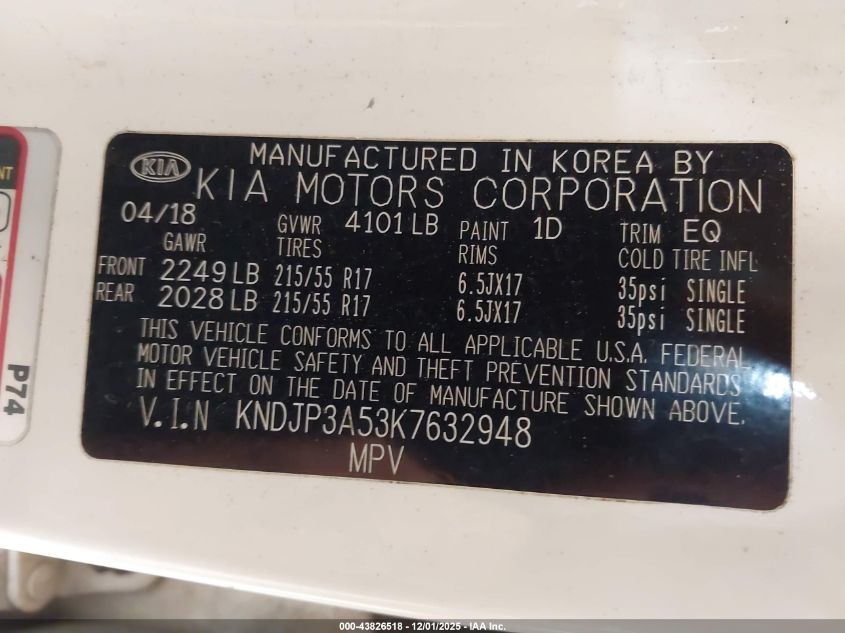 KIA
MANUFACTURED IN KOREA BY
KIA MOTORS CORPORATION
04/18 GVWR 4101 LB PAINT 1D TRIM EQ
GAWR TIRES RIMS COLD TIRE INFL
FRONT 2249 LB 215/55 R17 6.5JX17 35psi SINGLE
REAR 2028 LB 215/55 R17 6.5JX17 35psi SINGLE
THIS VEHICLE CONFORMS TO ALL APPLICABLE U.S.A. FEDERAL
MOTOR VEHICLE SAFETY AND THEFT PREVENTION STANDARDS
IN EFFECT ON THE DATE OF MANUFACTURE SHOWN ABOVE.
V.I.N KNDJP3A53K7632948
MPV
P74
000-43826518 - 12/01/2025 - IAA Inc.